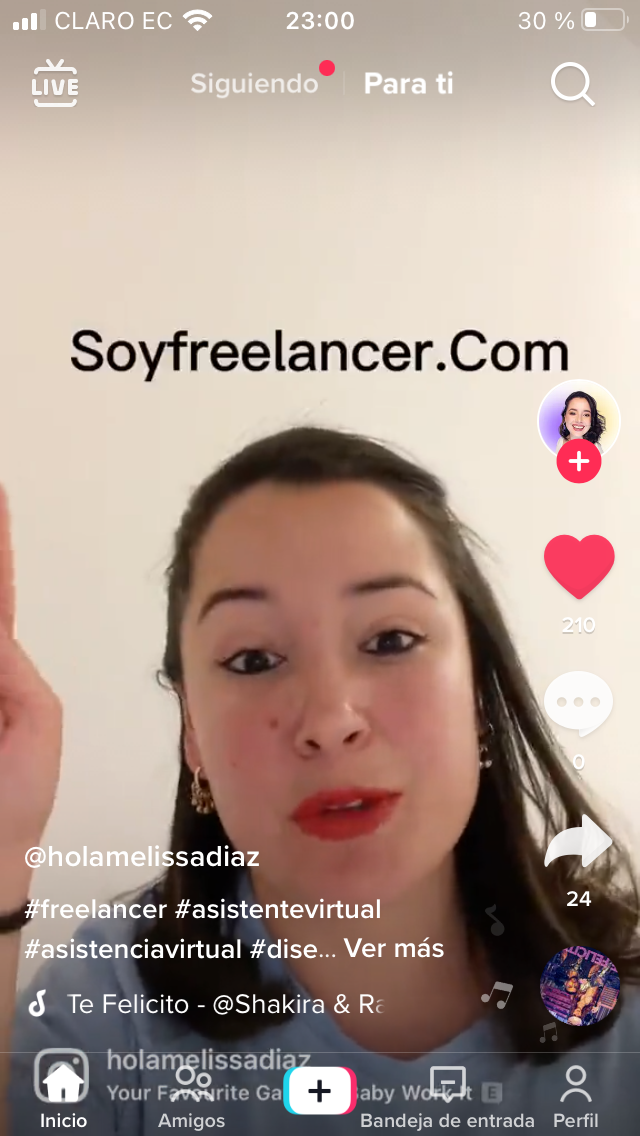 CLARO EC 23:00 30 %
LIVE Siguiendo Para ti
Soyfreelancer.Com
210
0
24
@holamelissadiaz
#freelancer #asistentevirtual
#asistenciavirtual #dise... Ver más
Te Felicito - @Shakira & Ra
holamelissadiaz
Your Favourite Ga Baby Work It E
Inicio Amigos Bandeja de entrada Perfil